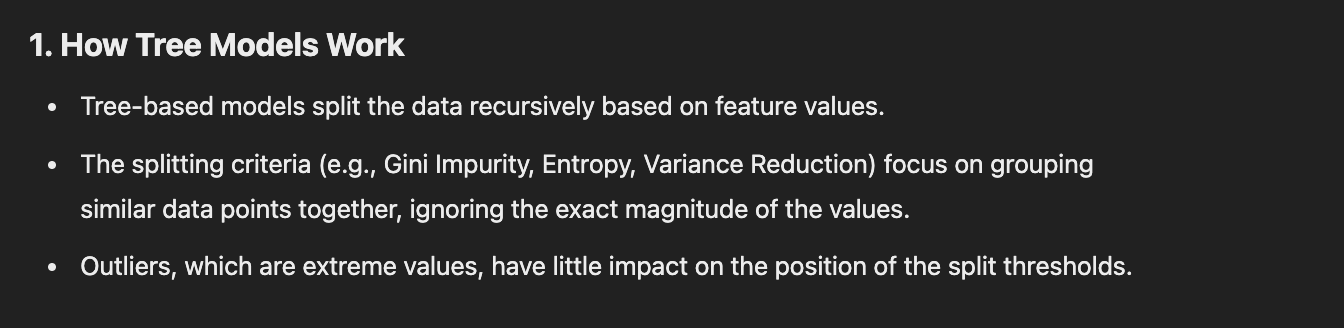 1. How Tree Models Work
• Tree-based models split the data recursively based on feature values.
• The splitting criteria (e.g., Gini Impurity, Entropy, Variance Reduction) focus on grouping
similar data points together, ignoring the exact magnitude of the values.
• Outliers, which are extreme values, have little impact on the position of the split thresholds.